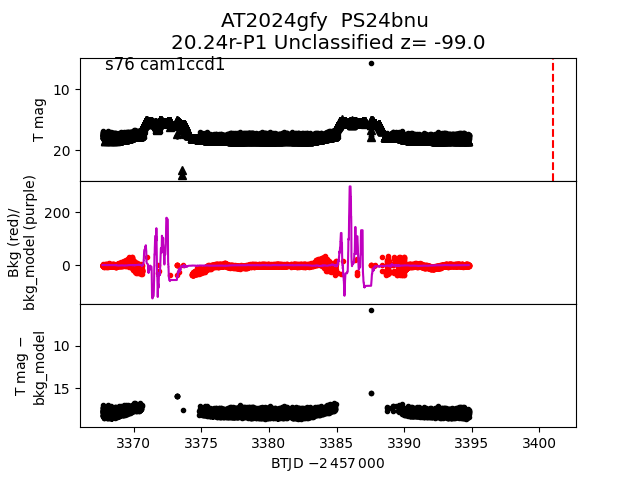 AT2024gfy  PS24bnu
20.24r-P1 Unclassified z= -99.0
s76 cam1ccd1
T mag
10
20
Bkg (red)/
bkg_model (purple)
200
0
T mag −
bkg_model
10
15
3370
3375
3380
3385
3390
3395
3400
BTJD −2 457 000